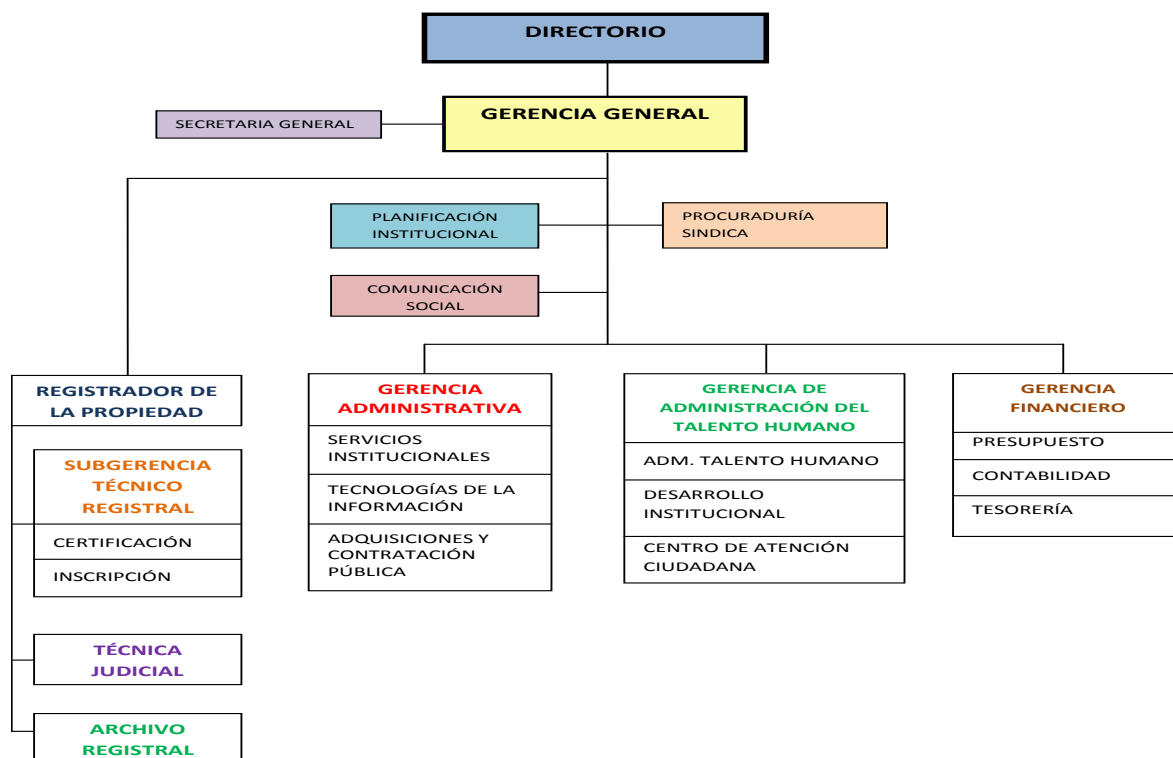 DIRECTORIO
GERENCIA GENERAL
SECRETARIA GENERAL
PLANIFICACIÓN
INSTITUCIONAL
PROCURADURÍA
SINDICA
COMUNICACIÓN
SOCIAL
REGISTRADOR DE
LA PROPIEDAD
SUBGERENCIA
TÉCNICO
REGISTRAL
CERTIFICACIÓN
INSCRIPCIÓN
TÉCNICA
JUDICIAL
ARCHIVO
REGISTRAL
GERENCIA
ADMINISTRATIVA
SERVICIOS
INSTITUCIONALES
TECNOLOGÍAS DE LA
INFORMACIÓN
ADQUISICIONES Y
CONTRATACIÓN
PÚBLICA
GERENCIA DE
ADMINISTRACIÓN DEL
TALENTO HUMANO
ADM. TALENTO HUMANO
DESARROLLO
INSTITUCIONAL
CENTRO DE ATENCIÓN
CIUDADANA
GERENCIA
FINANCIERO
PRESUPUESTO
CONTABILIDAD
TESORERÍA